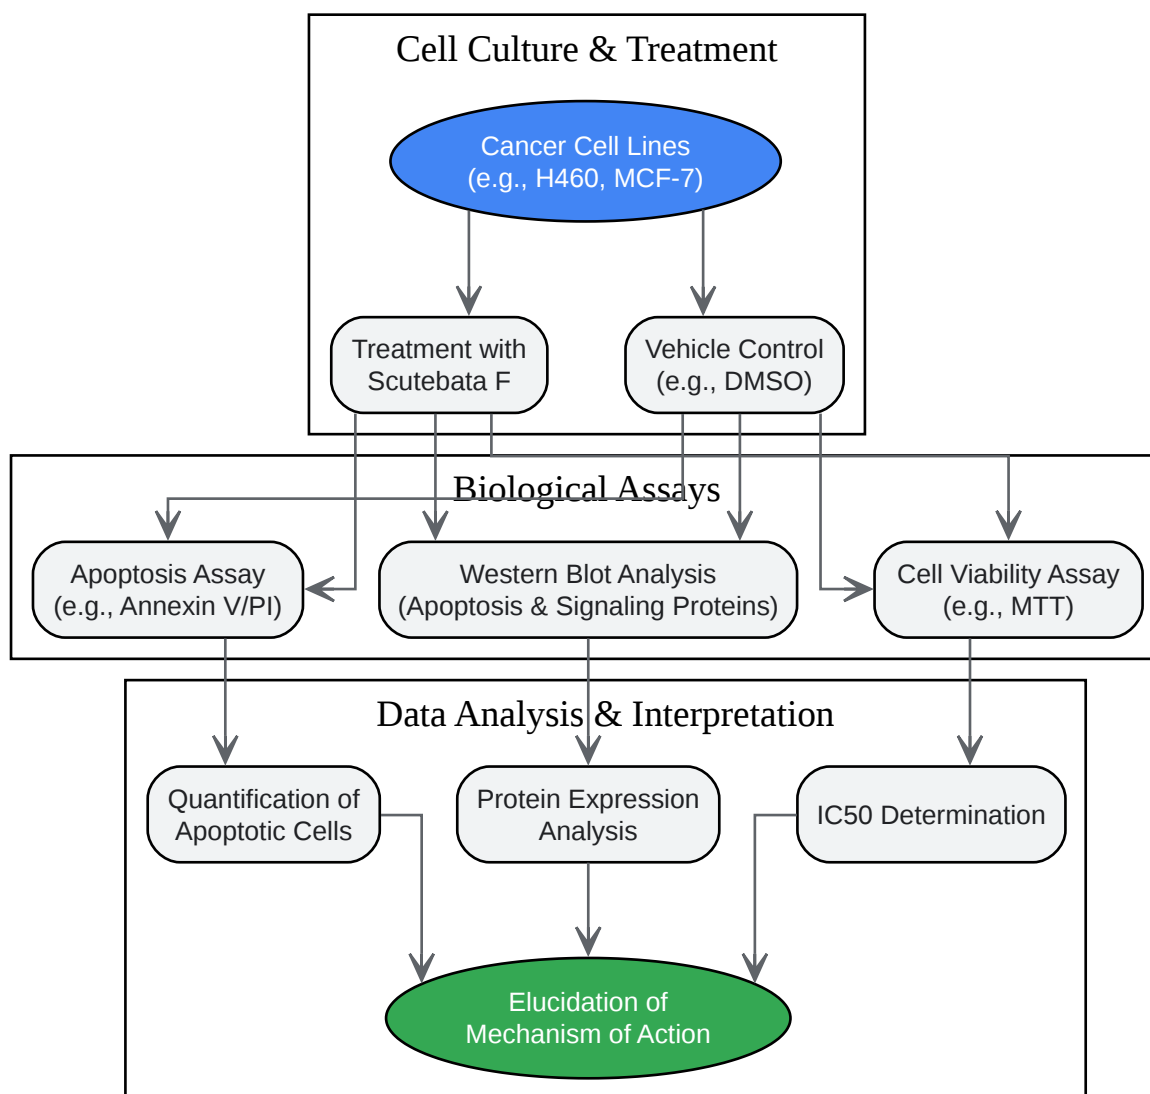 Cell Culture & Treatment
Cancer Cell Lines
(e.g., H460, MCF-7)
Treatment with
Scutebata F
Vehicle Control
(e.g., DMSO)
Biological Assays
Apoptosis Assay
(e.g., Annexin V/PI)
Western Blot Analysis
(Apoptosis & Signaling Proteins)
Cell Viability Assay
(e.g., MTT)
Data Analysis & Interpretation
Quantification of
Apoptotic Cells
Protein Expression
Analysis
IC50 Determination
Elucidation of
Mechanism of Action